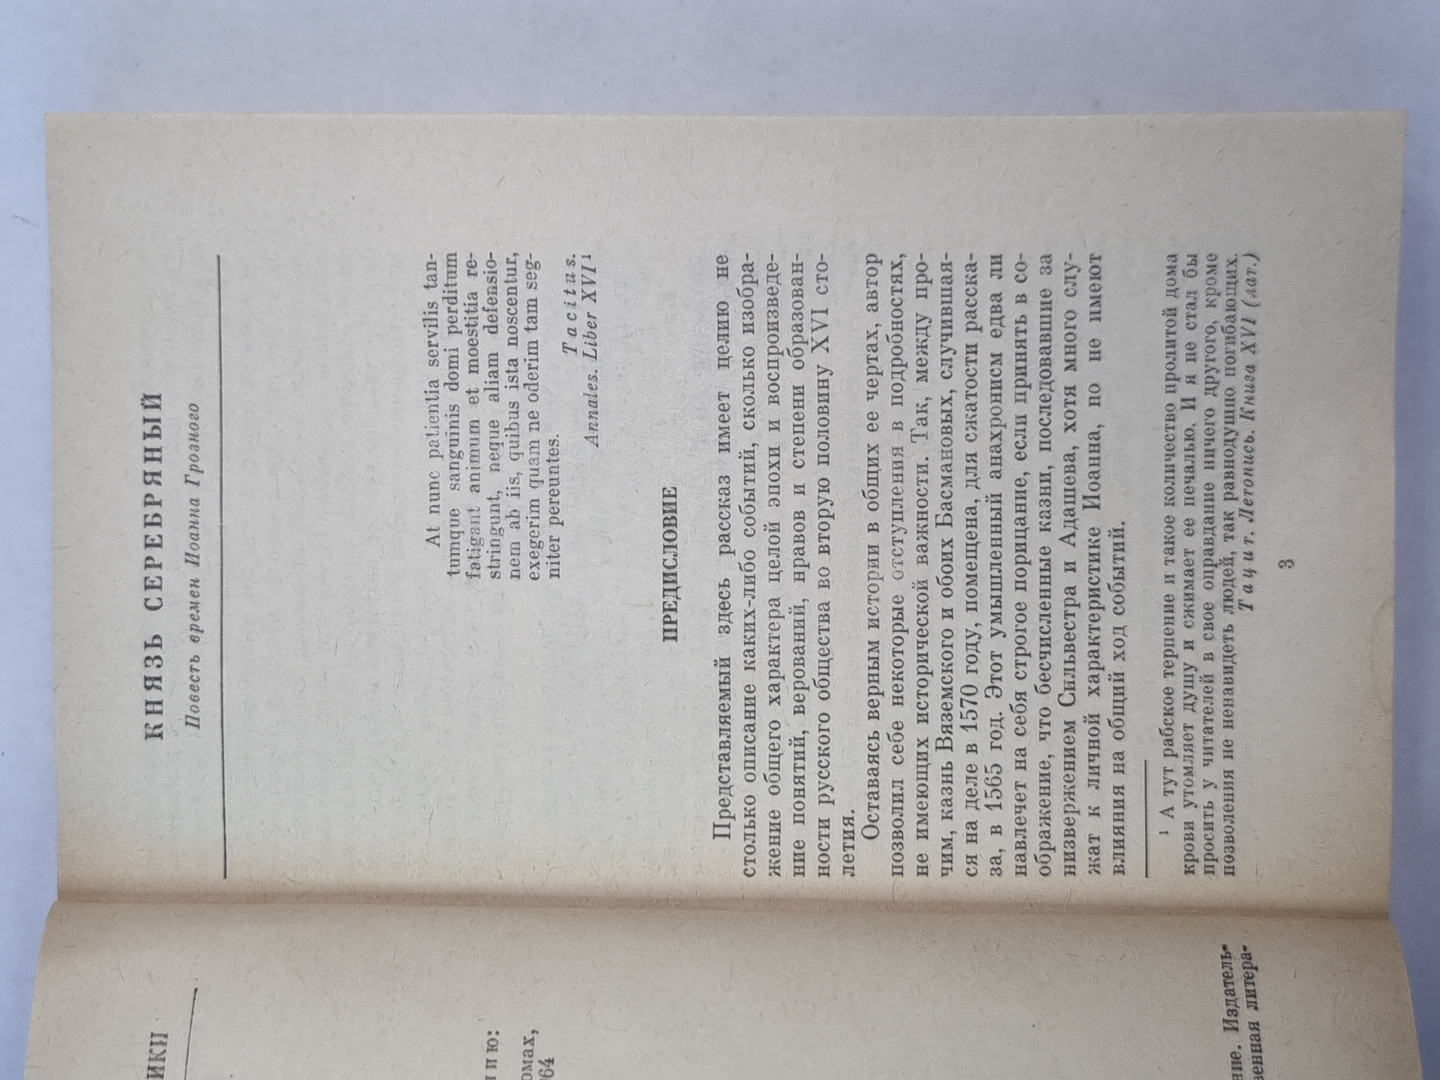 КНЯЗЬ СЕРЕБРЯНЫЙ
Повесть времен Иоанна Грозного
At nunc patientia servilis tan-
tumque sanguinis domi perditum
fatigant animum et moestitia re-
stringunt, neque aliam defensio-
nem ab iis, quibus ista noscentur,
exegerim quam ne oderim tam seg-
niter pereuntes.
Tacitus.
Annales. Liber XVI¹
ПРЕДИСЛОВИЕ
Представляемый здесь рассказ имеет целию не
столько описание каких-либо событий, сколько изобра-
жение общего характера целой эпохи и воспроизведе-
ние понятий, верований, нравов и степени образован-
ности русского общества во вторую половину XVI сто-
летия.
Оставаясь верным истории в общих ее чертах, автор
позволил себе некоторые отступления в подробностях,
не имеющих исторической важности. Так, между про-
чим, казнь Вяземского и обоих Басмановых, случившая-
ся на деле в 1570 году, помещена, для сжатости расска-
за, в 1565 год. Этот умышленный анахронизм едва ли
навлечет на себя строгое порицание, если принять в со-
ображение, что бесчисленные казни, последовавшие за
низвержением Сильвестра и Адашева, хотя много слу-
жат к личной характеристике Иоанна, но не имеют
влияния на общий ход событий.
¹ А тут рабское терпение и такое количество пролитой дома
крови утомляет душу и сжимает ее печалью. И я не стал бы
просить у читателей в свое оправдание ничего другого, кроме
позволения не ненавидеть людей, так равнодушно погибающих.
Тацит. Летопись. Книга XVI (лат.)
3
ИКИ
ию:
омах,
64
ние. Издатель-
венная литера-